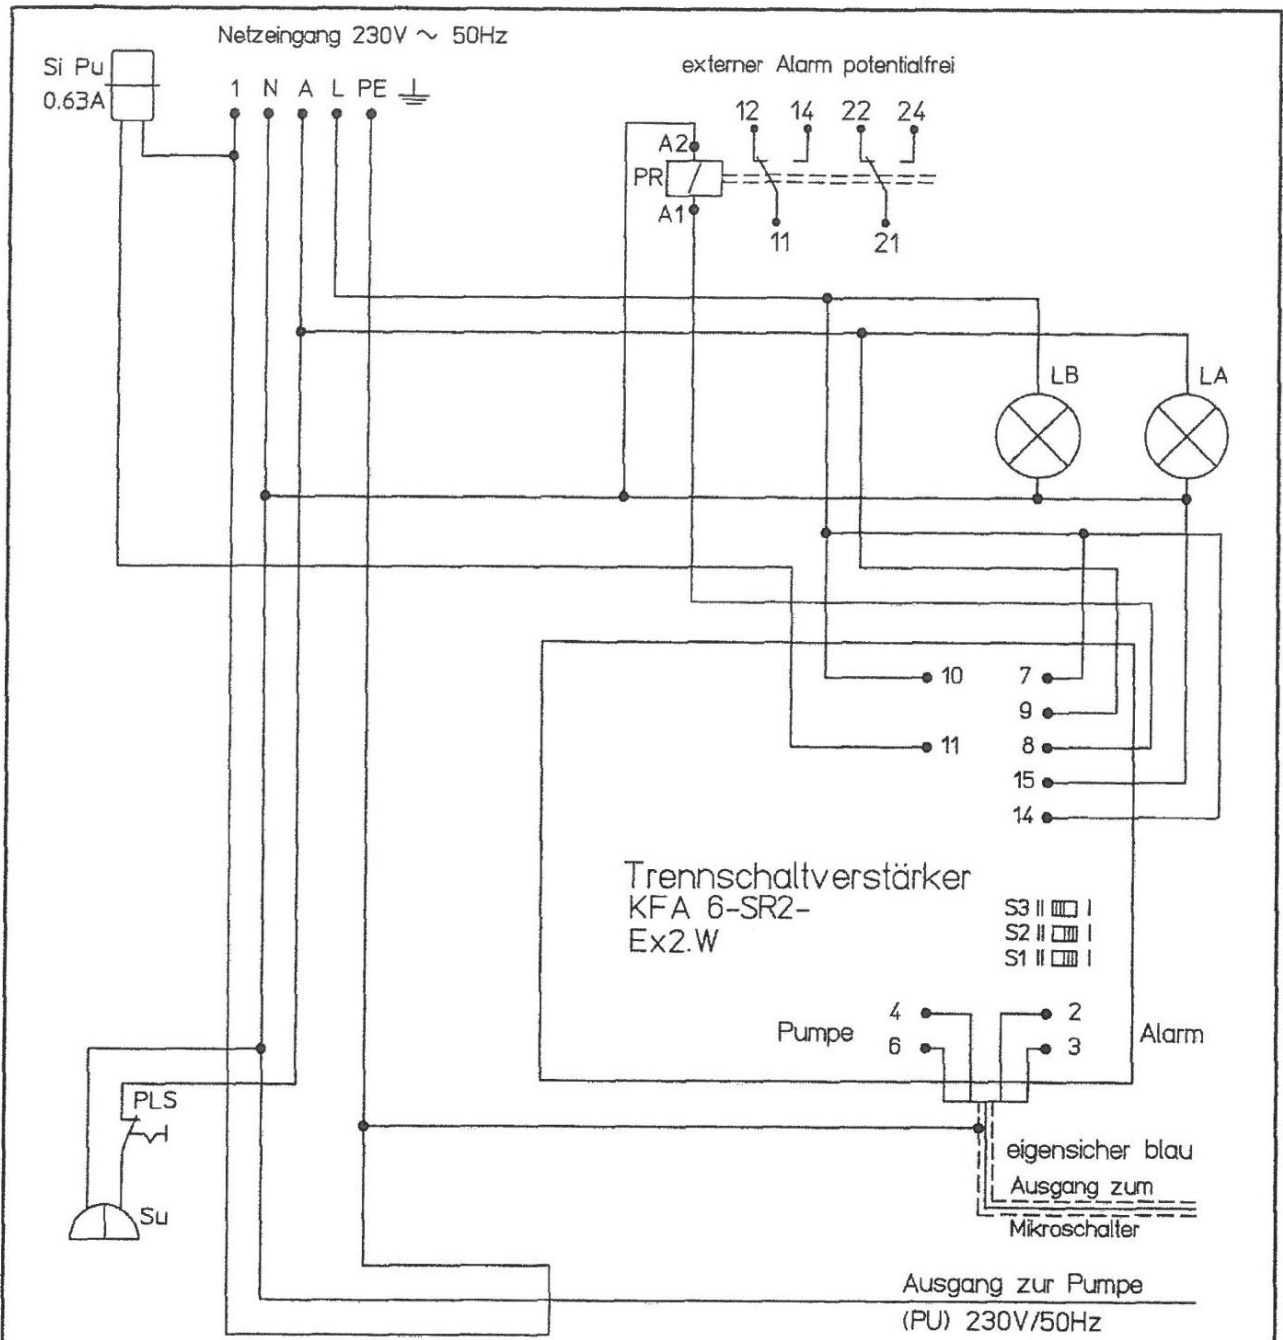 Netzeingang 230V ~ 50Hz
Si Pu
0.63A
1 N A L PE
externer Alarm potentialfrei
12 14 22 24
A2
PR
A1
11 21
LB LA
10 7
9
11 8
15
14
Trennschaltverstärker
KFA 6-SR2-
Ex2.W
S3 II I
S2 II I
S1 II I
4 2
Pumpe Alarm
6 3
PLS
eigensicher blau
Ausgang zum
Mikroschalter
Su
Ausgang zur Pumpe
(PU) 230V/50Hz